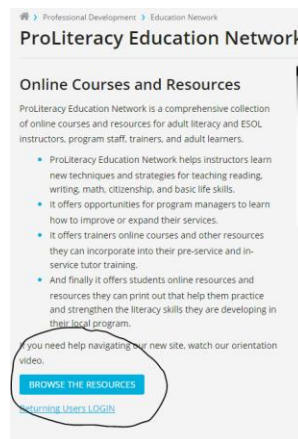 Professional Development > Education Network
ProLiteracy Education Network
Online Courses and Resources
ProLiteracy Education Network is a comprehensive collection
of online courses and resources for adult literacy and ESOL
instructors, program staff, trainers, and adult learners.
• ProLiteracy Education Network helps instructors learn
new techniques and strategies for teaching reading,
writing, math, citizenship, and basic life skills.
• It offers opportunities for program managers to learn
how to improve or expand their services.
• It offers trainers online courses and other resources
they can incorporate into their pre-service and in-
service tutor training.
• And finally it offers students online resources and
resources they can print out that help them practice
and strengthen the literacy skills they are developing in
their local program.
If you need help navigating our new site, watch our orientation
video.
BROWSE THE RESOURCES
Returning Users LOGIN